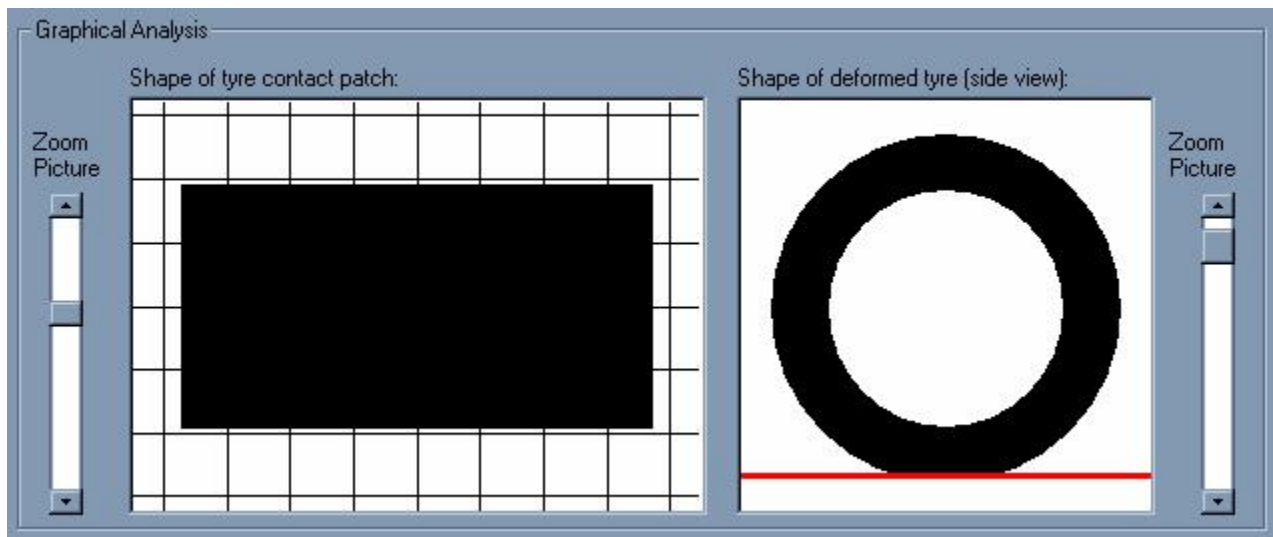 Graphical Analysis
Shape of tyre contact patch:
Shape of deformed tyre (side view):
Zoom
Picture
Zoom
Picture